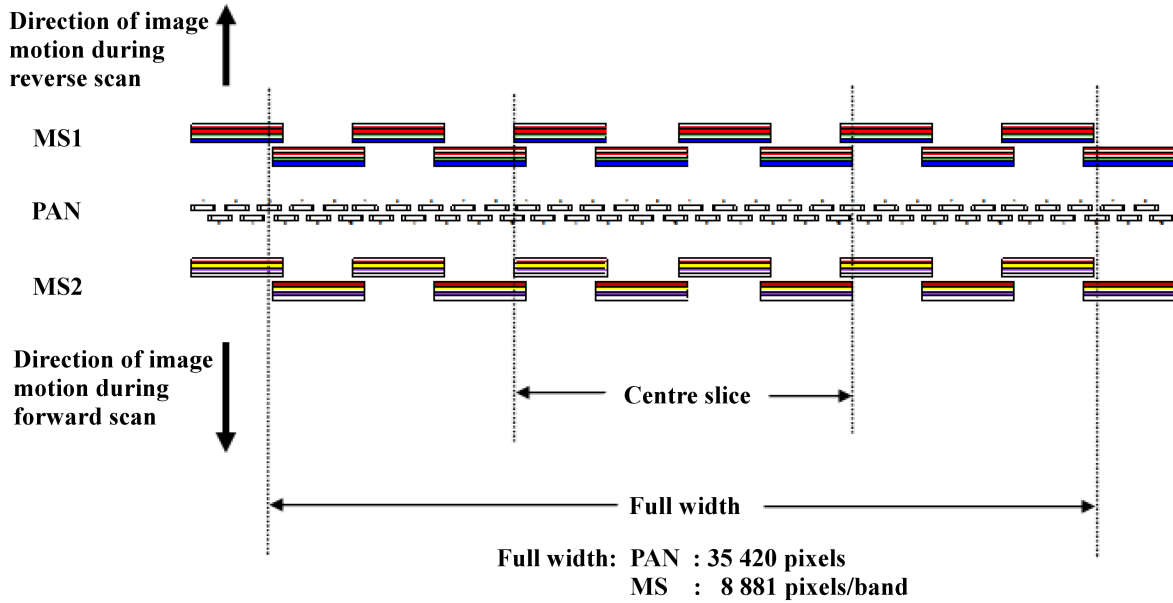 Direction of image
motion during
reverse scan
MS1
PAN
MS2
Direction of image
motion during
forward scan
Centre slice
Full width
Full width: PAN : 35 420 pixels
MS : 8 881 pixels/band